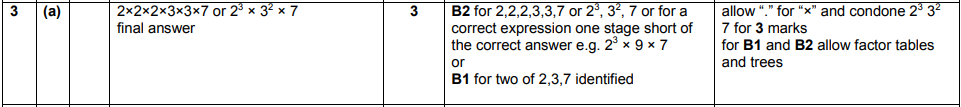 3 (a) 2×2×2×3×3×7 or 2³ × 3² × 7 3 B2 for 2,2,2,3,3,7 or 2³, 3², 7 or for a allow “.” for “×” and condone 2³ 3²
final answer correct expression one stage short of 7 for 3 marks
the correct answer e.g. 2³ × 9 × 7 for B1 and B2 allow factor tables
or and trees
B1 for two of 2,3,7 identified